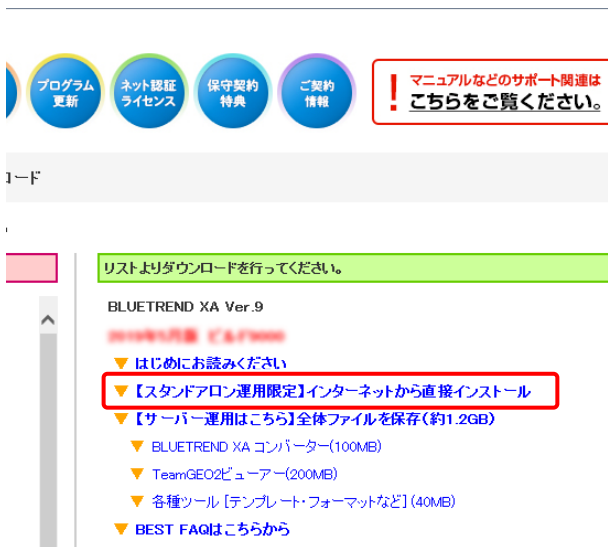 プログラム
更新
ネット認証
ライセンス
保守契約
特典
ご契約
情報
! マニュアルなどのサポート関連は
こちらをご覧ください。
ロード
リストよりダウンロードを行ってください。
BLUETREND XA Ver.9
▼ はじめにお読みください
▼【スタンドアロン運用限定】インターネットから直接インストール
▼【サーバー運用はこちら】全体ファイルを保存(約1.2GB)
▼ BLUETREND XA コンバーター(100MB)
▼ TeamGEO2ビューアー(200MB)
▼ 各種ツール [テンプレート・フォーマットなど] (40MB)
▼ BEST FAQはこちらから